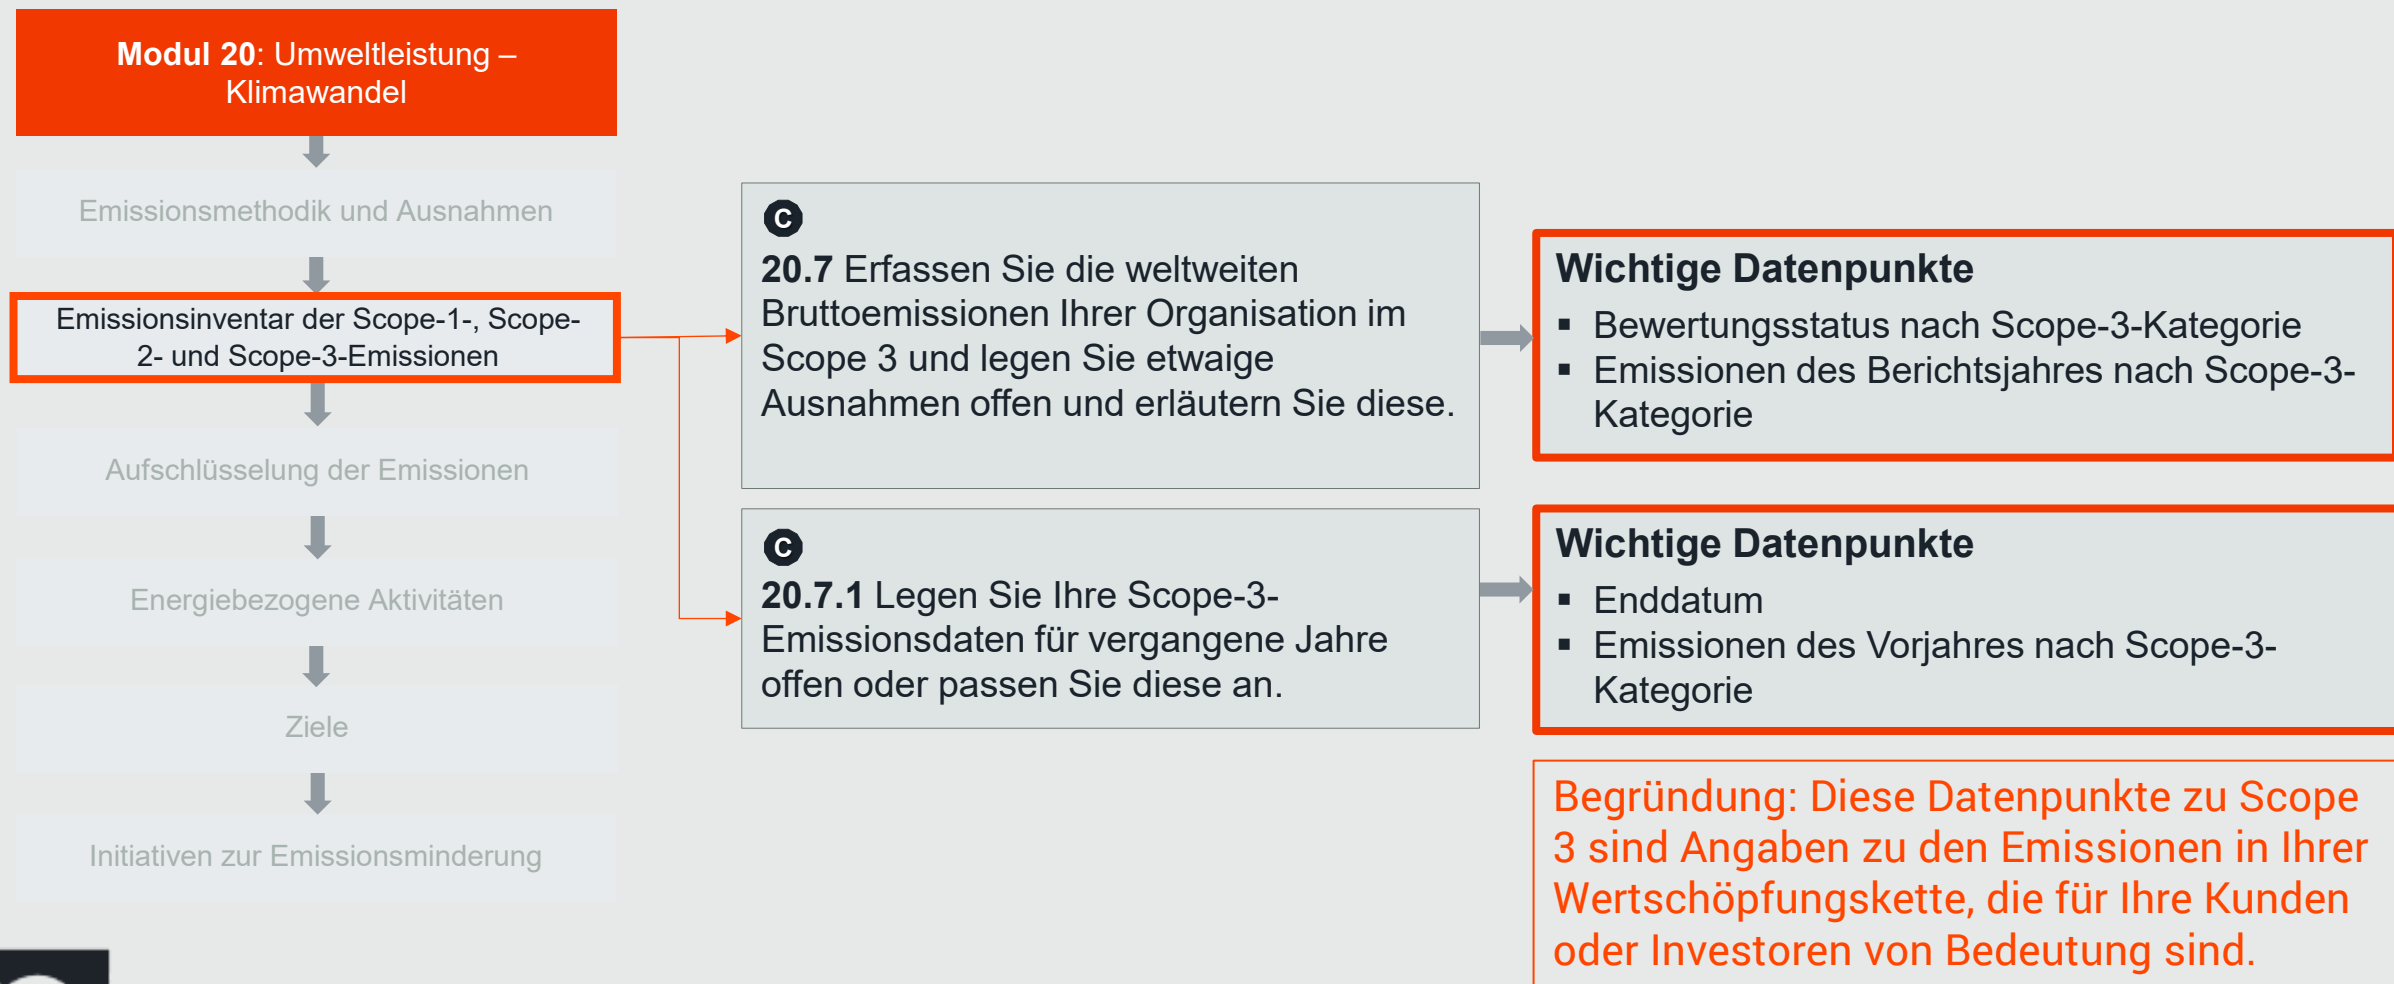 Modul 20: Umweltleistung –
Klimawandel
Emissionsmethodik und Ausnahmen
Emissionsinventar der Scope-1-, Scope-
2- und Scope-3-Emissionen
Aufschlüsselung der Emissionen
Energiebezogene Aktivitäten
Ziele
Initiativen zur Emissionsminderung
C
20.7 Erfassen Sie die weltweiten
Bruttoemissionen Ihrer Organisation im
Scope 3 und legen Sie etwaige
Ausnahmen offen und erläutern Sie diese.
C
20.7.1 Legen Sie Ihre Scope-3-
Emissionsdaten für vergangene Jahre
offen oder passen Sie diese an.
Wichtige Datenpunkte
▪ Bewertungsstatus nach Scope-3-Kategorie
▪ Emissionen des Berichtsjahres nach Scope-3-
Kategorie
Wichtige Datenpunkte
▪ Enddatum
▪ Emissionen des Vorjahres nach Scope-3-
Kategorie
Begründung: Diese Datenpunkte zu Scope
3 sind Angaben zu den Emissionen in Ihrer
Wertschöpfungskette, die für Ihre Kunden
oder Investoren von Bedeutung sind.